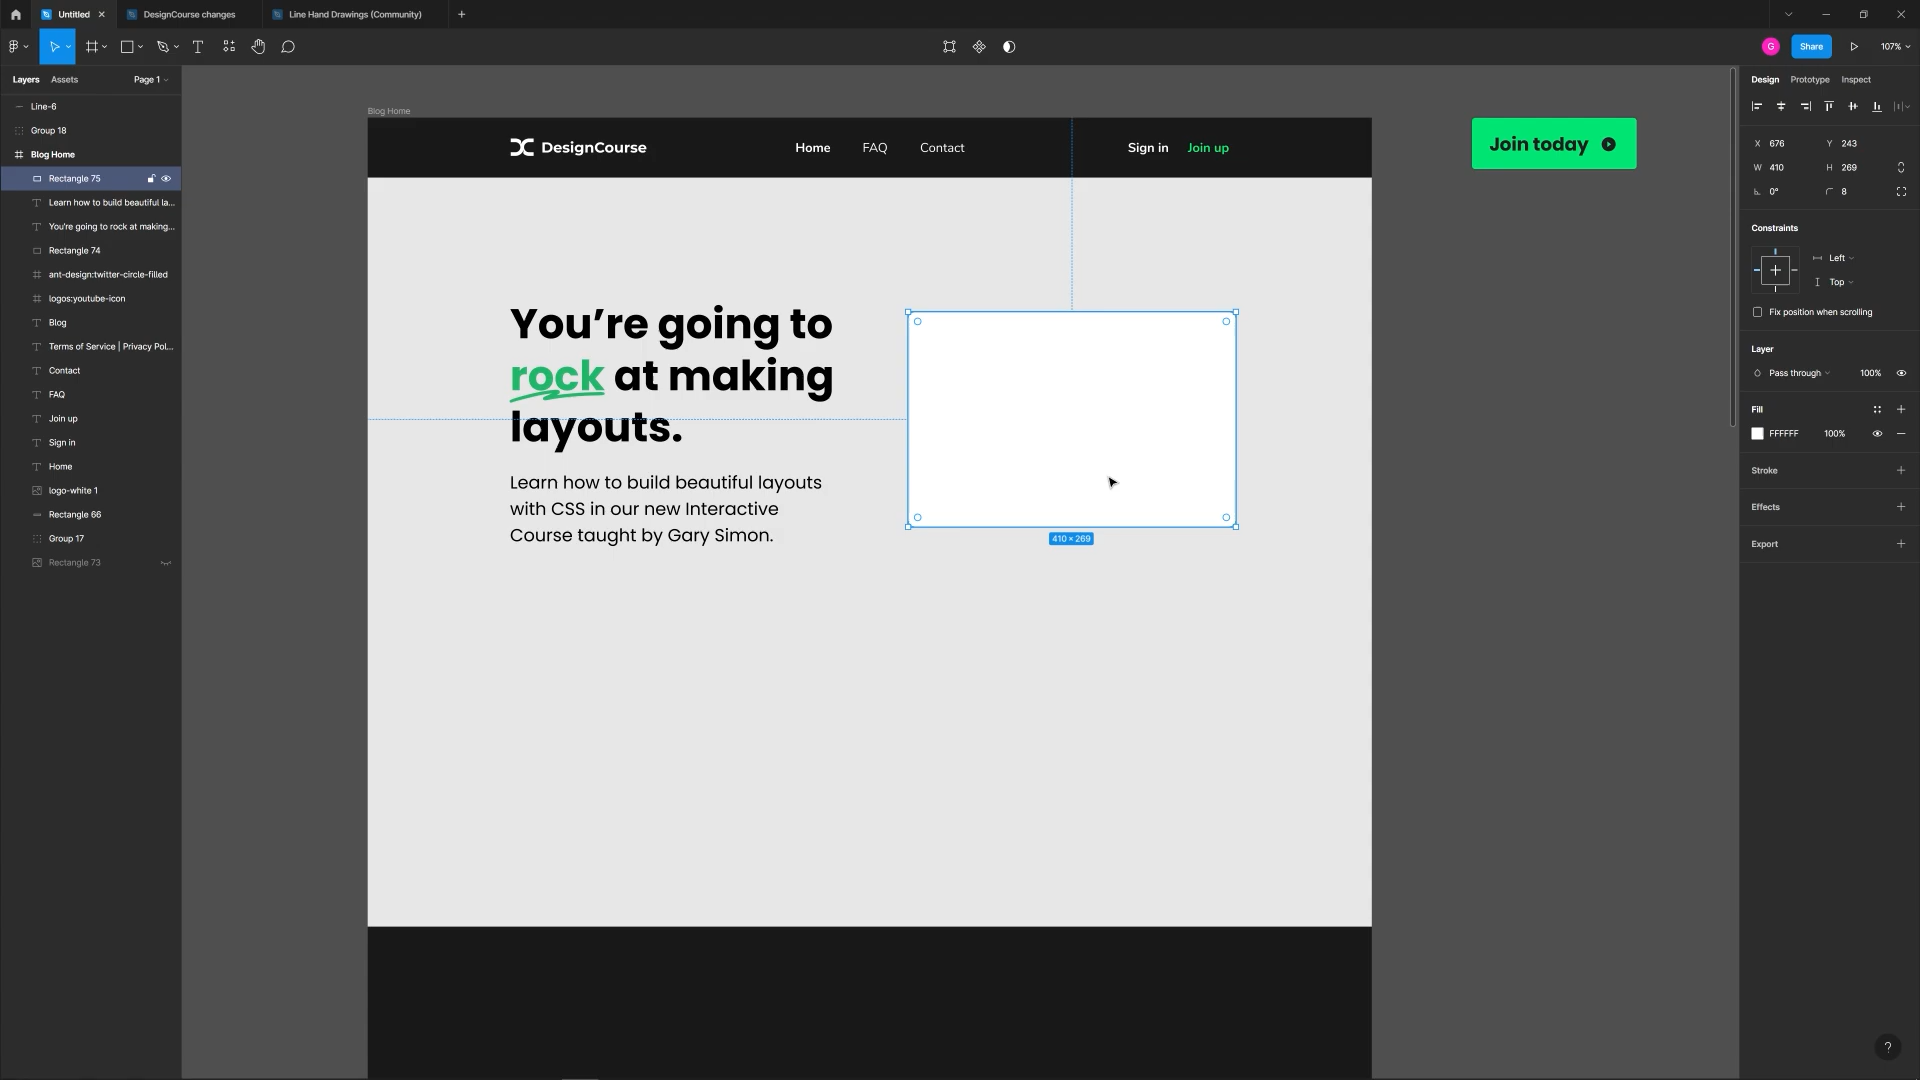 Untitled
DesignCourse changes
Line Hand Drawings (Community)
G
Share
107%
Layers
Assets
Page 1
Design
Prototype
Inspect
Line-6
Group 18
Blog Home
Rectangle 75
Learn how to build beautiful la...
You're going to rock at making...
Rectangle 74
ant-design:twitter-circle-filled
logos:youtube-icon
Blog
Terms of Service | Privacy Pol...
Contact
FAQ
Join up
Sign in
Home
logo-white 1
Rectangle 66
Group 17
Rectangle 73
Blog Home
DesignCourse
Home
FAQ
Contact
Sign in
Join up
Join today
You’re going to
rock at making
layouts.
Learn how to build beautiful layouts
with CSS in our new Interactive
Course taught by Gary Simon.
410 × 269
X 676
Y 243
W 410
H 269
0°
8
Constraints
Left
Top
Fix position when scrolling
Layer
Pass through
100%
Fill
FFFFFF
100%
Stroke
Effects
Export
?